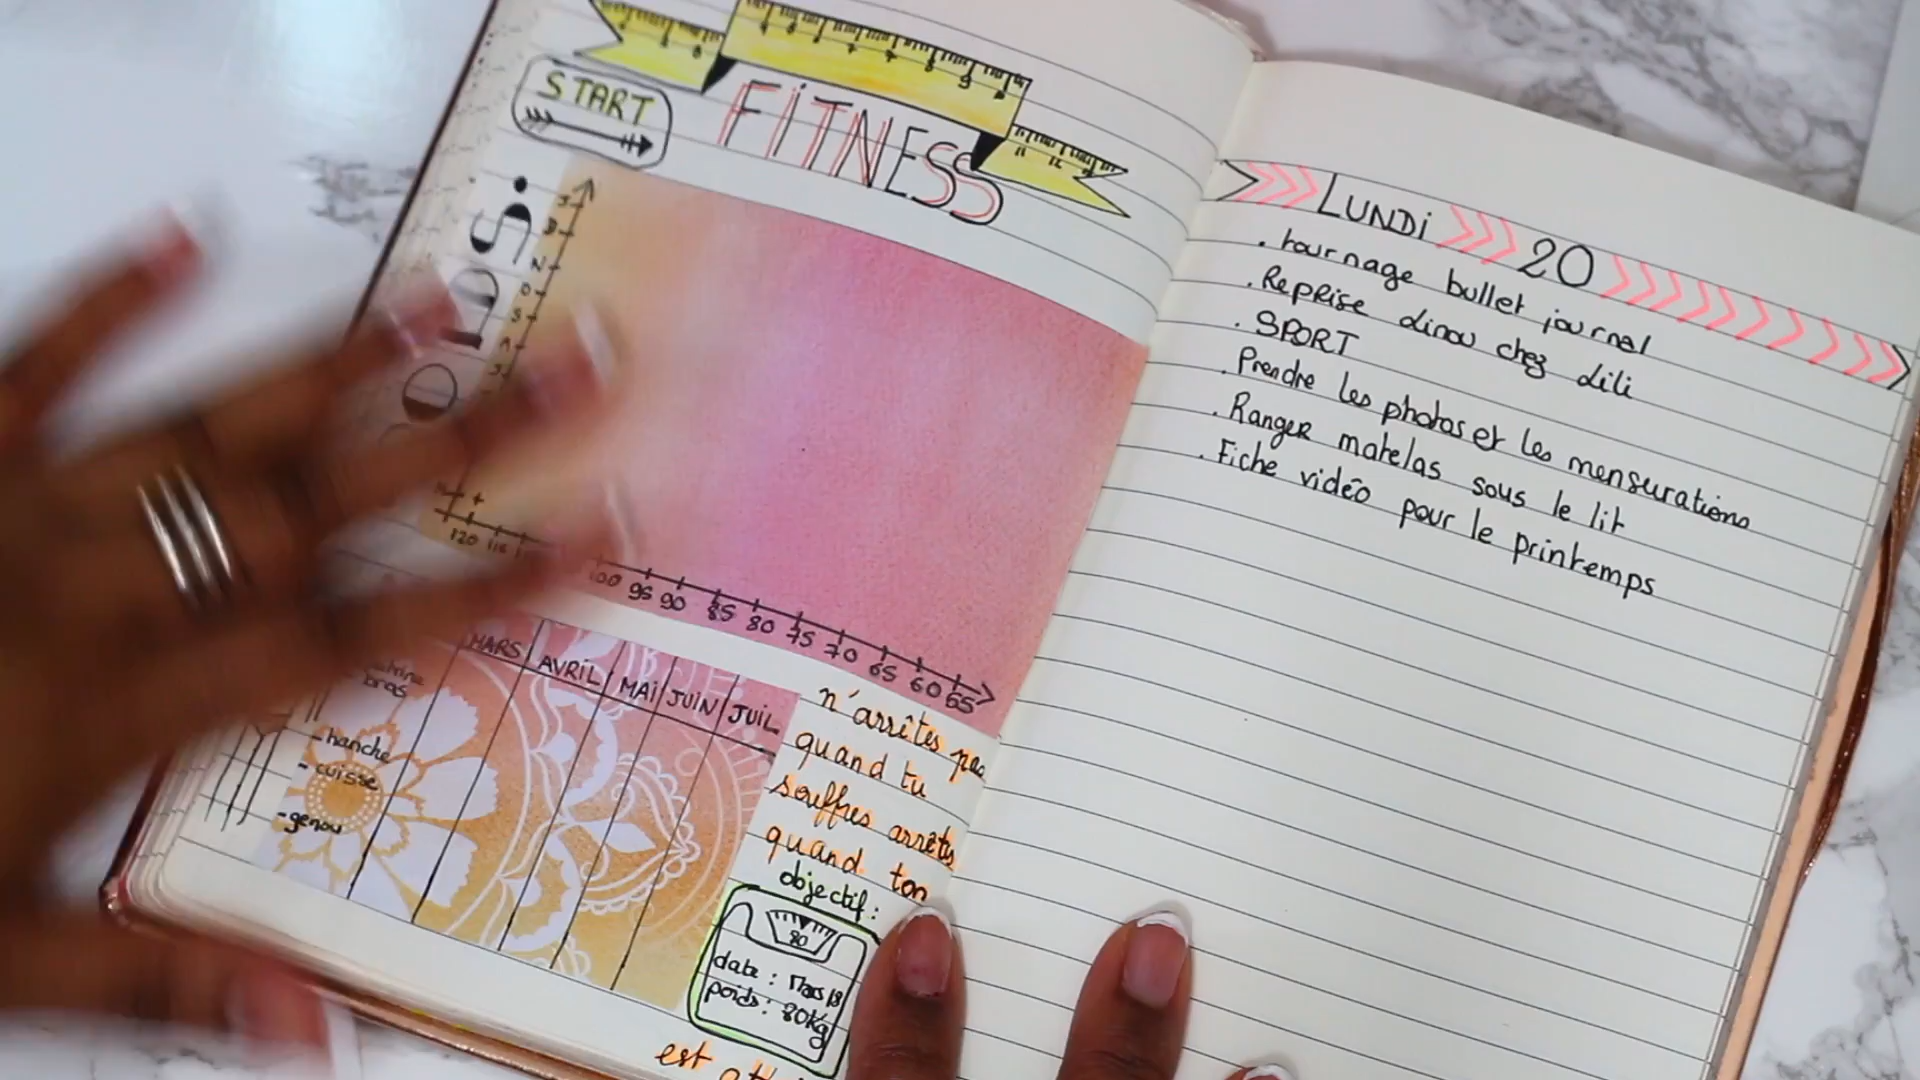 START
FITNESS
POIDS:
J
D
N
O
S
A
J
120 110
100 95 90 85 80 75 70 65 60 55
MARS AVRIL MAI JUIN JUIL
bras
- hanche
- cuisse
- genou
n'arrêtes pas
quand tu
souffres arrêtes
quand ton
objectif:
80
date : Mars 18
poids : 80Kg
est
LUNDI 20
. tournage bullet journal
. Reprise dinou chez Lili
. SPORT
. Prendre les photos et les mensurations
. Ranger matelas sous le lit
. Fiche vidéo pour le printemps